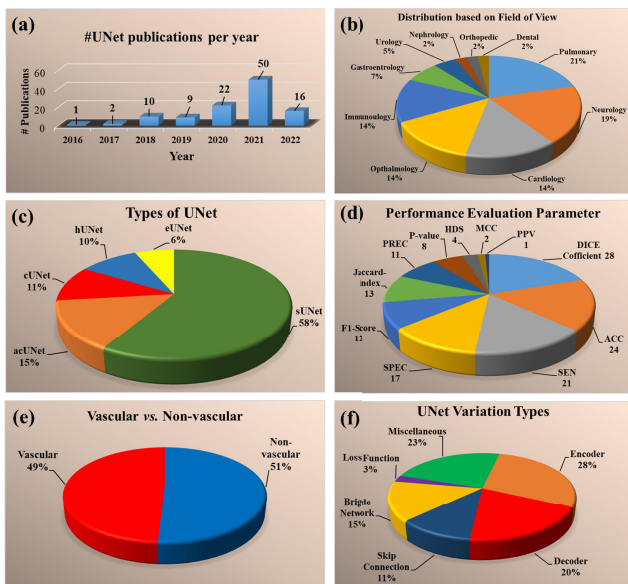 (a)
#UNet publications per year
# Publications
60
40
20
0
1
2
10
9
22
50
16
2016 2017 2018 2019 2020 2021 2022
Year
(b)
Distribution based on Field of View
Nephrology
2%
Orthopedic
2%
Dental
2%
Urology
5%
Pulmonary
21%
Gastroentrology
7%
Immunoulogy
14%
Neurology
19%
Opthalmology
14%
Cardiology
14%
(c)
Types of UNet
eUNet
6%
hUNet
10%
cUNet
11%
sUNet
58%
acUNet
15%
(d)
Performance Evaluation Parameter
HDS
4
MCC
2
PPV
1
P-value
8
PREC
11
DICE
Cofficient 28
Jaccard-
index
13
F1-Score
12
ACC
24
SPEC
17
SEN
21
(e)
Vascular vs. Non-vascular
Vascular
49%
Non-
vascular
51%
(f)
UNet Variation Types
Miscellaneous
23%
Loss Function
3%
Encoder
28%
Brigde
Network
15%
Skip
Connection
11%
Decoder
20%